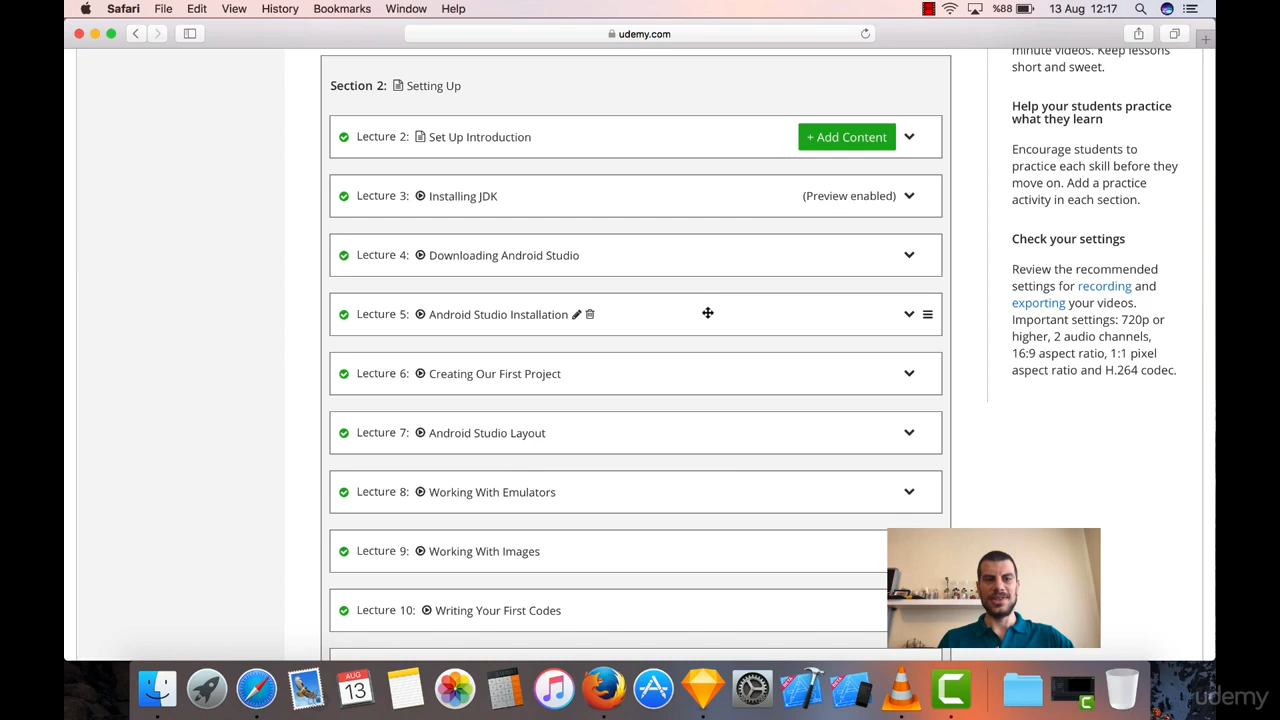 Safari File Edit View History Bookmarks Window Help %88 13 Aug 12:17
udemy.com
Section 2: Setting Up
Lecture 2: Set Up Introduction + Add Content
Lecture 3: Installing JDK (Preview enabled)
Lecture 4: Downloading Android Studio
Lecture 5: Android Studio Installation
Lecture 6: Creating Our First Project
Lecture 7: Android Studio Layout
Lecture 8: Working With Emulators
Lecture 9: Working With Images
Lecture 10: Writing Your First Codes
minute videos. Keep lessons
short and sweet.
Help your students practice
what they learn
Encourage students to
practice each skill before they
move on. Add a practice
activity in each section.
Check your settings
Review the recommended
settings for recording and
exporting your videos.
Important settings: 720p or
higher, 2 audio channels,
16:9 aspect ratio, 1:1 pixel
aspect ratio and H.264 codec.
AUG
13
udemy